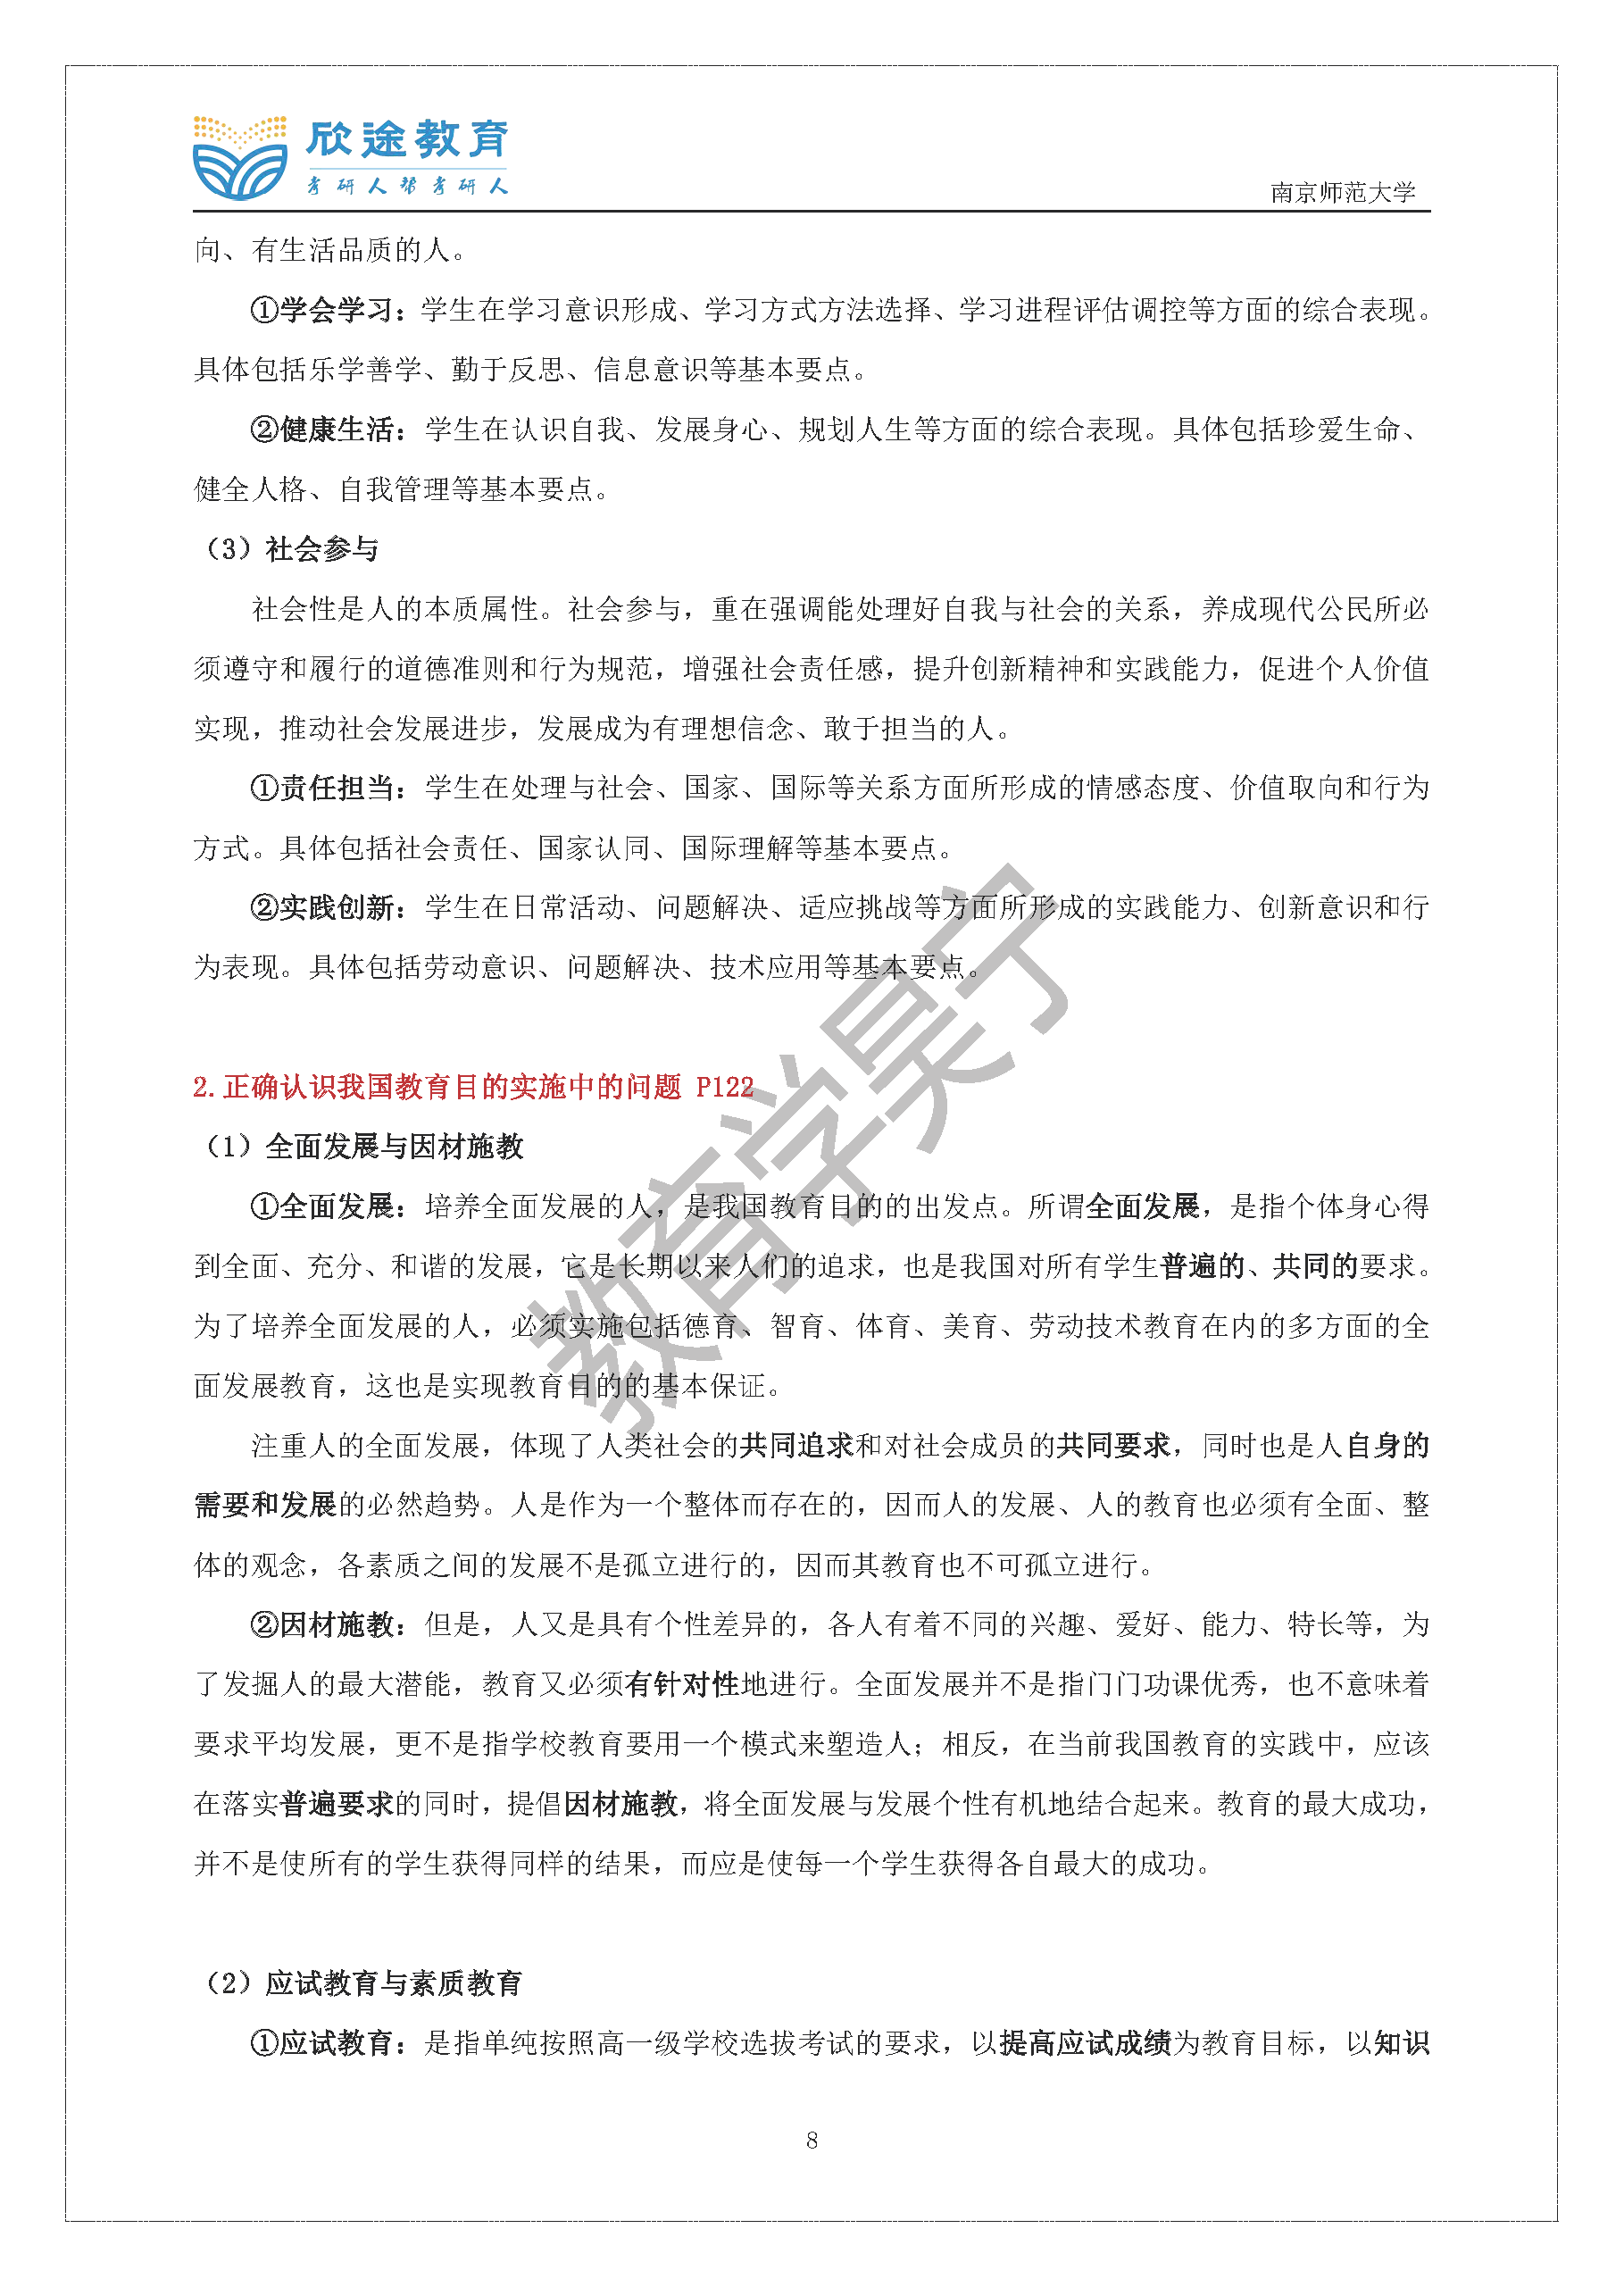 欣途教育
考研人帮考研人
南京师范大学
向、有生活品质的人。
①学会学习：学生在学习意识形成、学习方式方法选择、学习进程评估调控等方面的综合表现。
具体包括乐学善学、勤于反思、信息意识等基本要点。
②健康生活：学生在认识自我、发展身心、规划人生等方面的综合表现。具体包括珍爱生命、
健全人格、自我管理等基本要点。
（3）社会参与
社会性是人的本质属性。社会参与，重在强调能处理好自我与社会的关系，养成现代公民所必
须遵守和履行的道德准则和行为规范，增强社会责任感，提升创新精神和实践能力，促进个人价值
实现，推动社会发展进步，发展成为有理想信念、敢于担当的人。
①责任担当：学生在处理与社会、国家、国际等关系方面所形成的情感态度、价值取向和行为
方式。具体包括社会责任、国家认同、国际理解等基本要点。
②实践创新：学生在日常活动、问题解决、适应挑战等方面所形成的实践能力、创新意识和行
为表现。具体包括劳动意识、问题解决、技术应用等基本要点。
2.正确认识我国教育目的实施中的问题 P122
（1）全面发展与因材施教
①全面发展：培养全面发展的人，是我国教育目的的出发点。所谓全面发展，是指个体身心得
到全面、充分、和谐的发展，它是长期以来人们的追求，也是我国对所有学生普遍的、共同的要求。
为了培养全面发展的人，必须实施包括德育、智育、体育、美育、劳动技术教育在内的多方面的全
面发展教育，这也是实现教育目的的基本保证。
注重人的全面发展，体现了人类社会的共同追求和对社会成员的共同要求，同时也是人自身的
需要和发展的必然趋势。人是作为一个整体而存在的，因而人的发展、人的教育也必须有全面、整
体的观念，各素质之间的发展不是孤立进行的，因而其教育也不可孤立进行。
②因材施教：但是，人又是具有个性差异的，各人有着不同的兴趣、爱好、能力、特长等，为
了发掘人的最大潜能，教育又必须有针对性地进行。全面发展并不是指门门功课优秀，也不意味着
要求平均发展，更不是指学校教育要用一个模式来塑造人；相反，在当前我国教育的实践中，应该
在落实普遍要求的同时，提倡因材施教，将全面发展与发展个性有机地结合起来。教育的最大成功，
并不是使所有的学生获得同样的结果，而应是使每一个学生获得各自最大的成功。
（2）应试教育与素质教育
①应试教育：是指单纯按照高一级学校选拔考试的要求，以提高应试成绩为教育目标，以知识
8
教育学昊宁